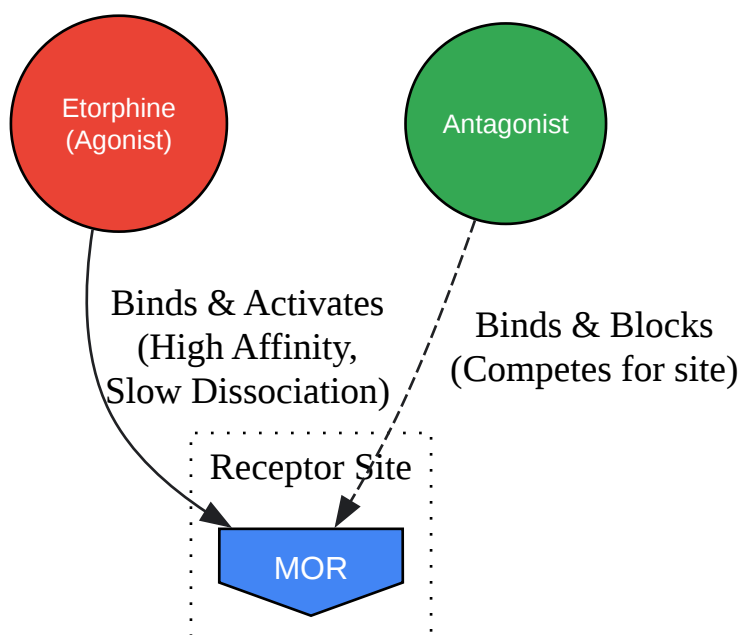 Etorphine
(Agonist)
Antagonist
Binds & Activates
(High Affinity,
Slow Dissociation)
Binds & Blocks
(Competes for site)
Receptor Site
MOR